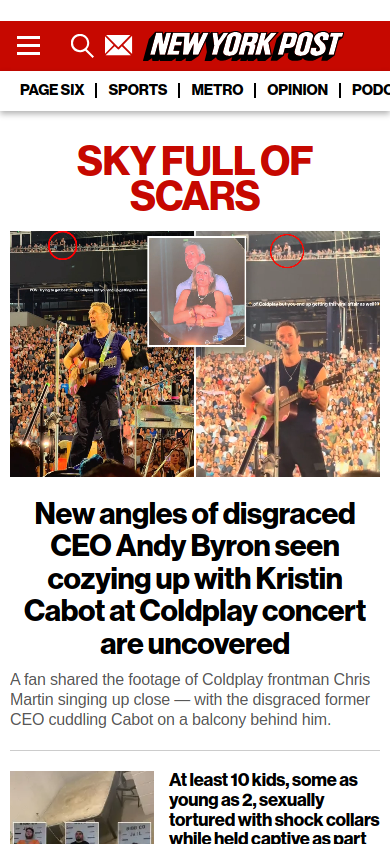 NEW YORK POST
PAGE SIX
SPORTS
METRO
OPINION
SKY FULL OF
SCARS
New angles of disgraced
CEO Andy Byron seen
cozying up with Kristin
Cabot at Coldplay concert
are uncovered
A fan shared the footage of Coldplay frontman Chris
Martin singing up close — with the disgraced former
CEO cuddling Cabot on a balcony behind him.
At least 10 kids, some as
young as 2, sexually
tortured with shock collars
while held captive as part